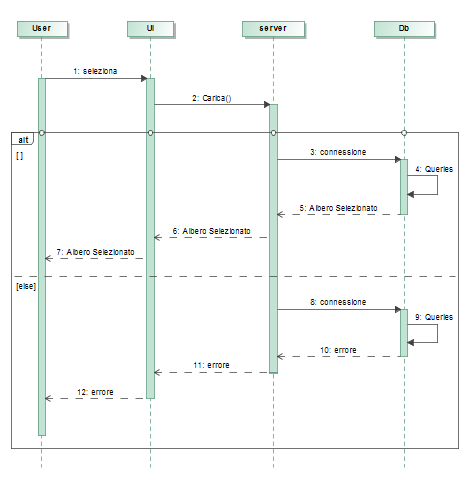 User
UI
server
Db
1: seleziona
2: Carica()
alt
[ ]
3: connessione
4: Queries
5: Albero Selezionato
6: Albero Selezionato
7: Albero Selezionato
[else]
8: connessione
9: Queries
10: errore
11: errore
12: errore